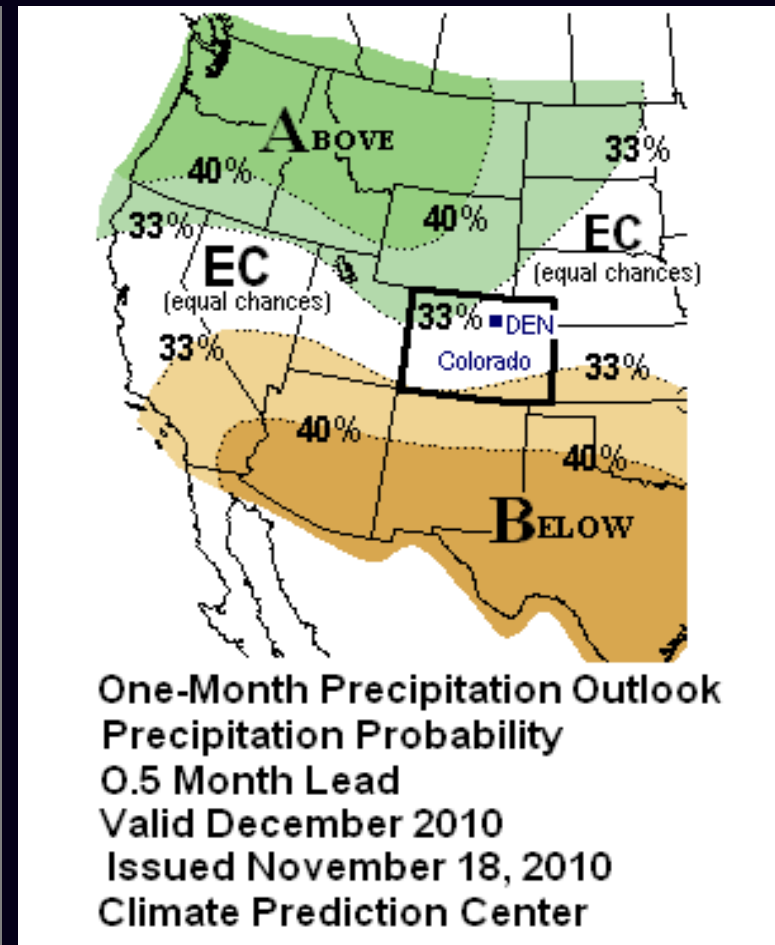 ABOVE
33%
40%
40%
33%
EC
(equal chances)
EC
(equal chances)
33%
DEN
Colorado
33%
33%
40%
40%
BELOW
One-Month Precipitation Outlook
Precipitation Probability
0.5 Month Lead
Valid December 2010
Issued November 18, 2010
Climate Prediction Center